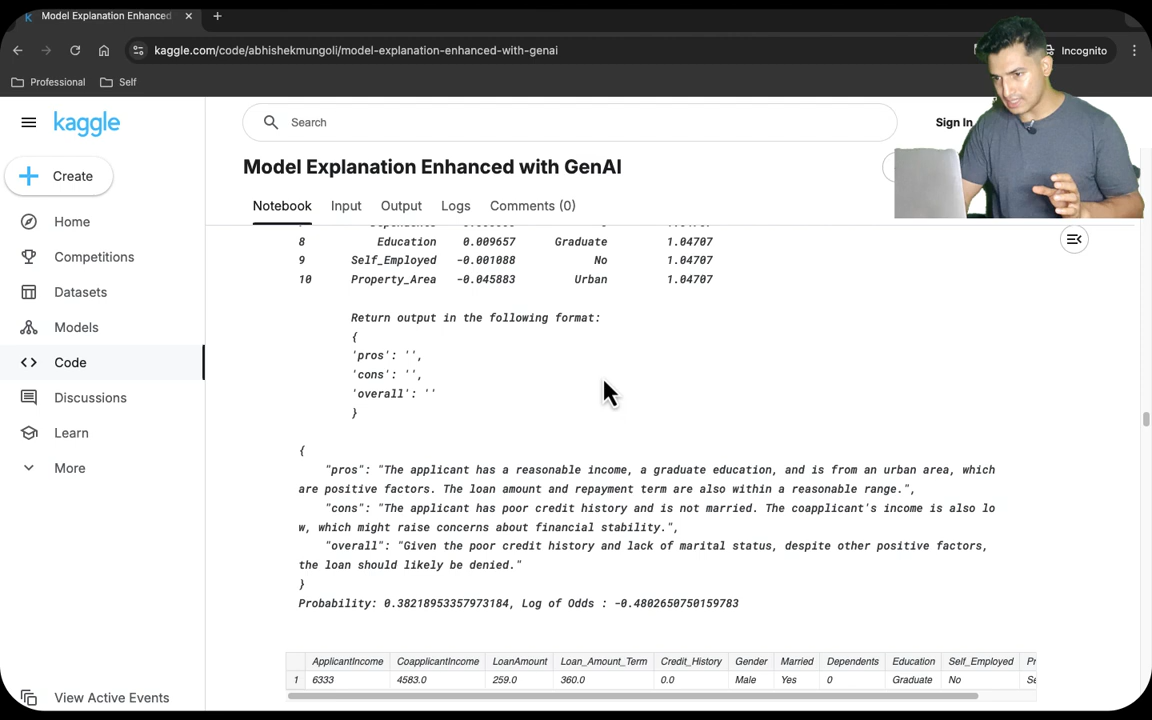 Model Explanation Enhanced
kaggle.com/code/abhishekmungoli/model-explanation-enhanced-with-genai
Incognito
Professional
Self
kaggle
Search
Sign In
Create
Model Explanation Enhanced with GenAI
Notebook
Input
Output
Logs
Comments (0)
Home
Competitions
Datasets
Models
Code
Discussions
Learn
More
View Active Events
8 Education 0.009657 Graduate 1.04707
9 Self_Employed -0.001088 No 1.04707
10 Property_Area -0.045883 Urban 1.04707
Return output in the following format:
{
'pros': '',
'cons': '',
'overall': ''
}
{
"pros": "The applicant has a reasonable income, a graduate education, and is from an urban area, which
are positive factors. The loan amount and repayment term are also within a reasonable range.",
"cons": "The applicant has poor credit history and is not married. The coapplicant's income is also lo
w, which might raise concerns about financial stability.",
"overall": "Given the poor credit history and lack of marital status, despite other positive factors,
the loan should likely be denied."
}
Probability: 0.38218953357973184, Log of Odds : -0.4802650750159783
ApplicantIncome CoapplicantIncome LoanAmount Loan_Amount_Term Credit_History Gender Married Dependents Education Self_Employed Pr
1 6333 4583.0 259.0 360.0 0.0 Male Yes 0 Graduate No Se